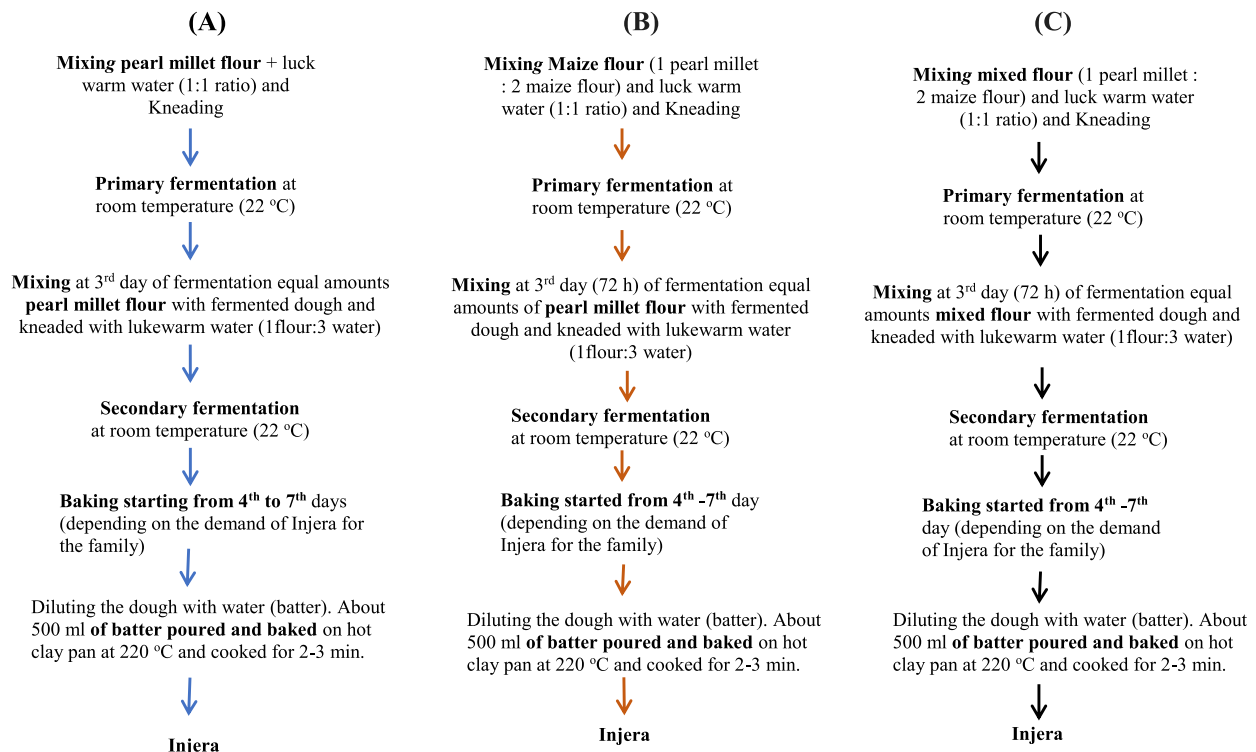 (A)
Mixing pearl millet flour + luck
warm water (1:1 ratio) and
Kneading
Primary fermentation at
room temperature (22 °C)
Mixing at 3rd day of fermentation equal amounts
pearl millet flour with fermented dough and
kneaded with lukewarm water (1flour:3 water)
Secondary fermentation
at room temperature (22 °C)
Baking starting from 4th to 7th days
(depending on the demand of Injera for
the family)
Diluting the dough with water (batter). About
500 ml of batter poured and baked on hot
clay pan at 220 °C and cooked for 2-3 min.
Injera
(B)
Mixing Maize flour (1 pearl millet
: 2 maize flour) and luck warm
water (1:1 ratio) and Kneading
Primary fermentation at
room temperature (22 °C)
Mixing at 3rd day (72 h) of fermentation equal
amounts of pearl millet flour with fermented
dough and kneaded with lukewarm water
(1flour:3 water)
Secondary fermentation
at room temperature (22 °C)
Baking started from 4th -7th day
(depending on the demand of
Injera for the family)
Diluting the dough with water (batter). About
500 ml of batter poured and baked on hot
clay pan at 220 °C and cooked for 2-3 min.
Injera
(C)
Mixing mixed flour (1 pearl millet :
2 maize flour) and luck warm water
(1:1 ratio) and Kneading
Primary fermentation at
room temperature (22 °C)
Mixing at 3rd day (72 h) of fermentation equal
amounts mixed flour with fermented dough and
kneaded with lukewarm water (1flour:3 water)
Secondary fermentation
at room temperature (22 °C)
Baking started from 4th -7th
day (depending on the demand
of Injera for the family)
Diluting the dough with water (batter). About
500 ml of batter poured and baked on hot
clay pan at 220 °C and cooked for 2-3 min.
Injera